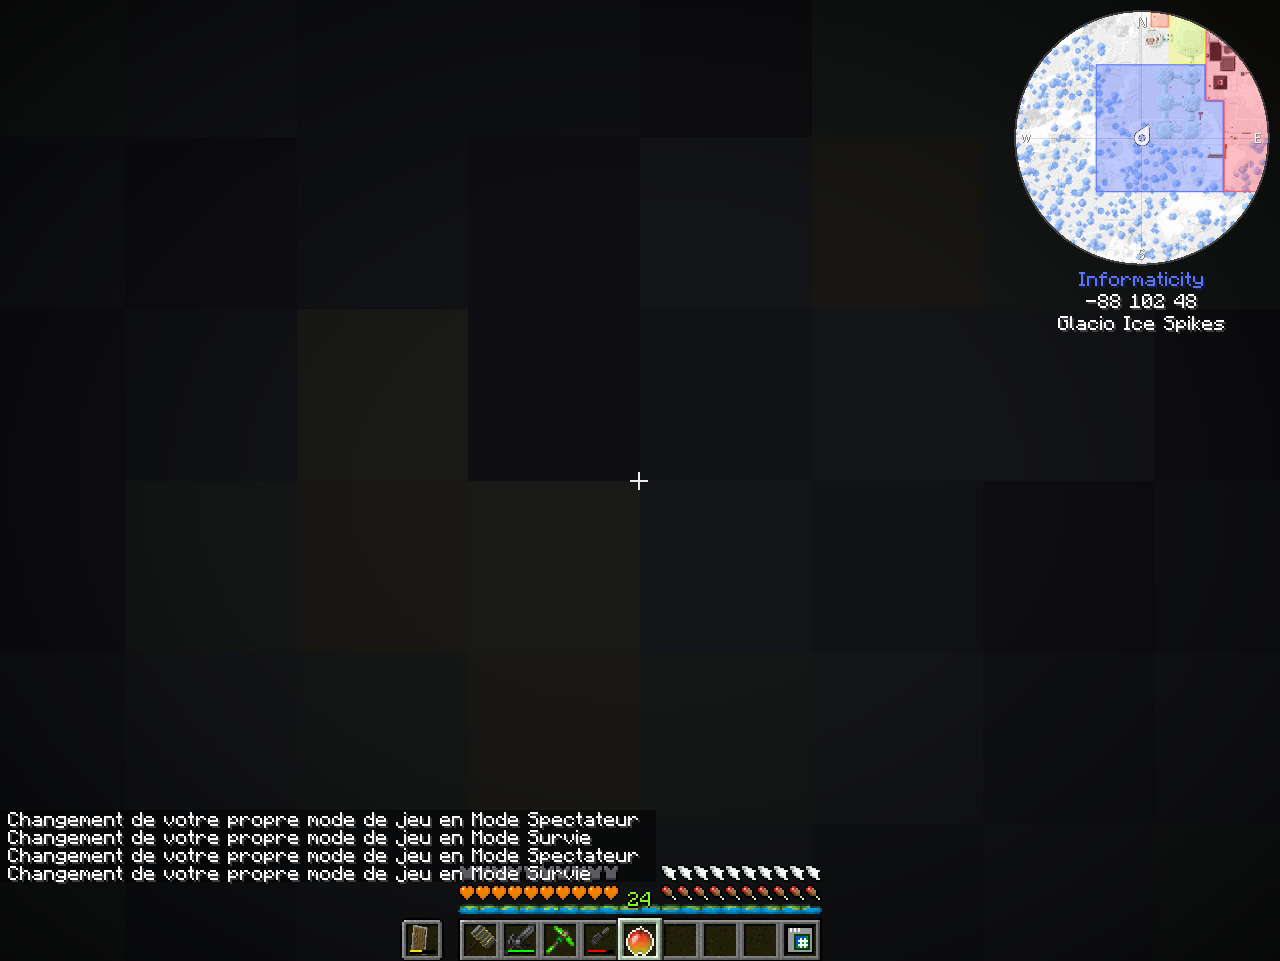 N
W
E
S
Informaticity
-88 102 48
Glacio Ice Spikes
Changement de votre propre mode de jeu en Mode Spectateur
Changement de votre propre mode de jeu en Mode Survie
Changement de votre propre mode de jeu en Mode Spectateur
Changement de votre propre mode de jeu en Mode Survie
24